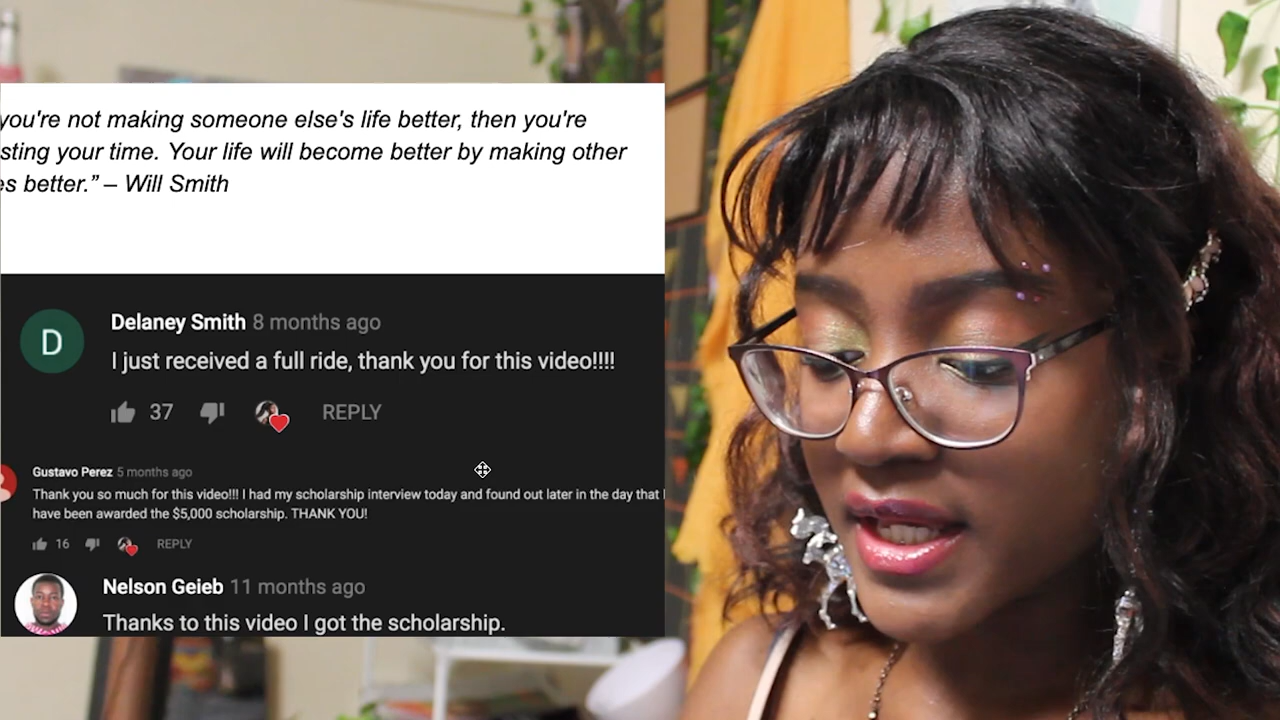 you're not making someone else's life better, then you're
sting your time. Your life will become better by making other
es better.” – Will Smith
D
Delaney Smith 8 months ago
I just received a full ride, thank you for this video!!!!
37
REPLY
Gustavo Perez 5 months ago
Thank you so much for this video!!! I had my scholarship interview today and found out later in the day that I
have been awarded the $5,000 scholarship. THANK YOU!
16
REPLY
Nelson Geieb 11 months ago
Thanks to this video I got the scholarship.